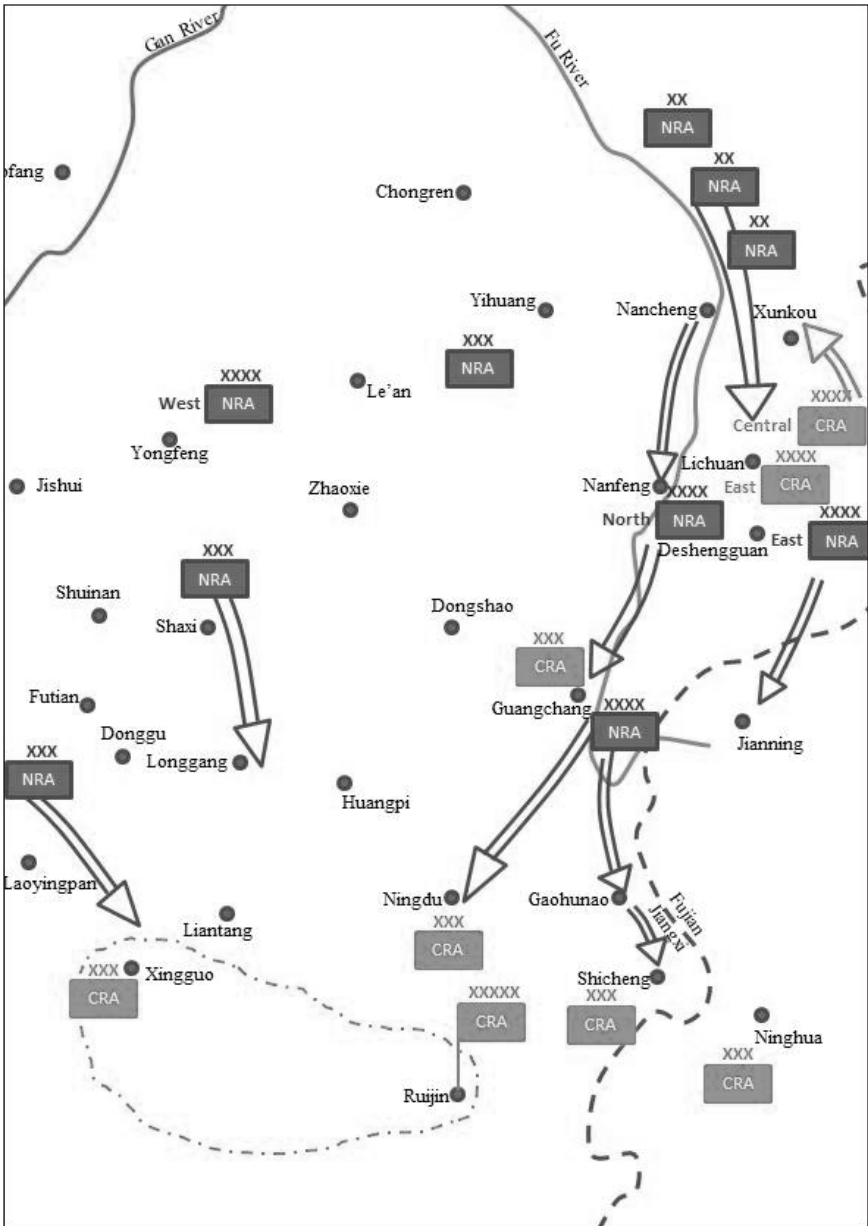 Gan River
Fu River
XX
NRA
XX
NRA
XX
NRA
Chongren
Yihuang
Nancheng
Xunkou
XXX
NRA
XXXX
West NRA
Le'an
XXXX
Central CRA
Yongfeng
Lichuan
XXXX
East CRA
Jishui
Zhaoxie
Nanfeng
XXXX
North NRA
Deshengguan
XXXX
East NRA
XXX
NRA
Shuinan
Shaxi
Dongshao
XXX
CRA
Futian
Guangchang
XXXX
NRA
Jianning
Donggu
Longgang
XXX
NRA
Huangpi
Laoyingpan
Liantang
Ningdu
Gaohunao
Fujian
Jiangxi
XXX
CRA
XXX
CRA
Xingguo
Shicheng
XXXXX
CRA
XXX
CRA
Ninghua
XXX
CRA
Ruijin